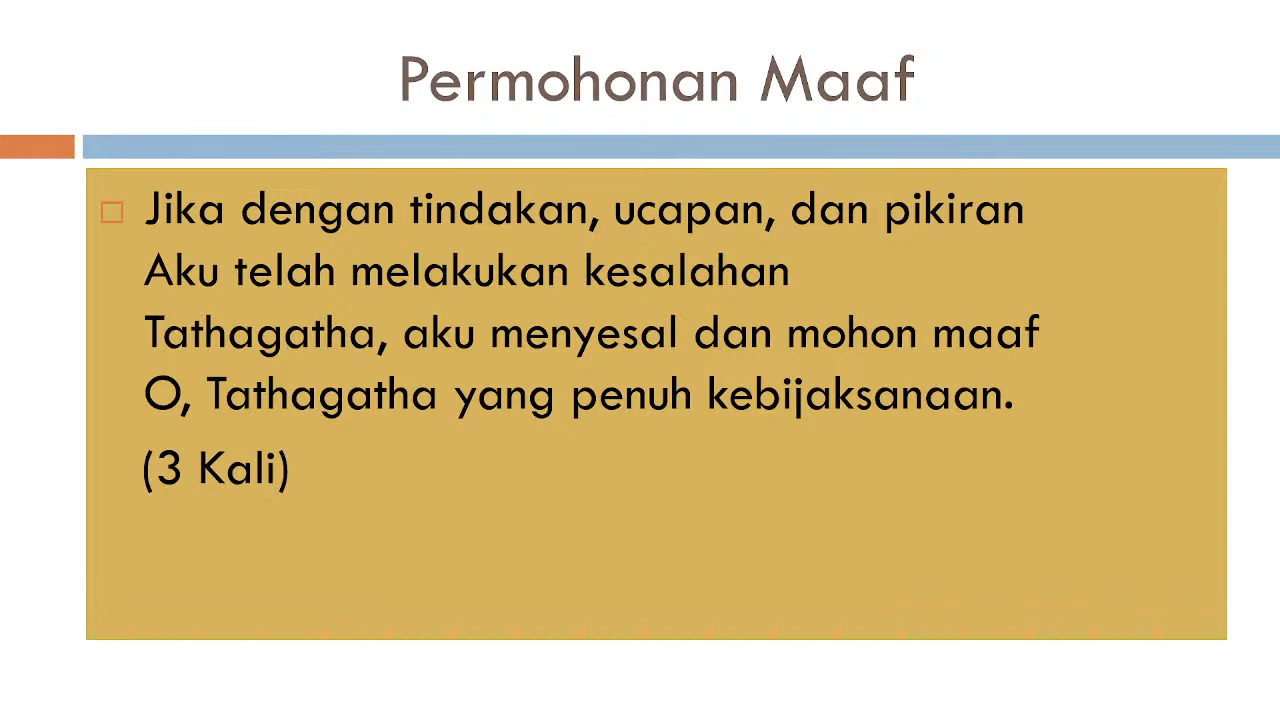 Permohonan Maaf
Jika dengan tindakan, ucapan, dan pikiran
Aku telah melakukan kesalahan
Tathagatha, aku menyesal dan mohon maaf
O, Tathagatha yang penuh kebijaksanaan.
(3 Kali)